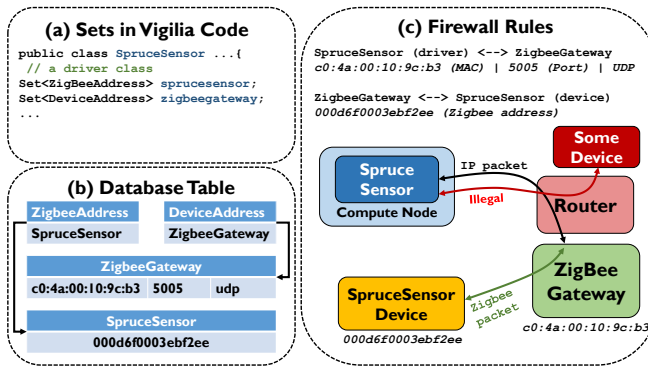 (a) Sets in Vigilia Code
public class SpruceSensor ...{
// a driver class
Set<ZigBeeAddress> sprucesensor;
Set<DeviceAddress> zigbeegateway;
...
(b) Database Table
ZigbeeAddress DeviceAddress
SpruceSensor ZigbeeGateway
ZigbeeGateway
c0:4a:00:10:9c:b3 5005 udp
SpruceSensor
000d6f0003ebf2ee
(c) Firewall Rules
SpruceSensor (driver) <--> ZigbeeGateway
c0:4a:00:10:9c:b3 (MAC) | 5005 (Port) | UDP
ZigbeeGateway <--> SpruceSensor (device)
000d6f0003ebf2ee (Zigbee address)
Some
Device
Spruce
Sensor
IP packet
Illegal
Compute Node
Router
ZigBee
Gateway
SpruceSensor
Device
Zigbee
packet
000d6f0003ebf2ee
c0:4a:00:10:9c:b3